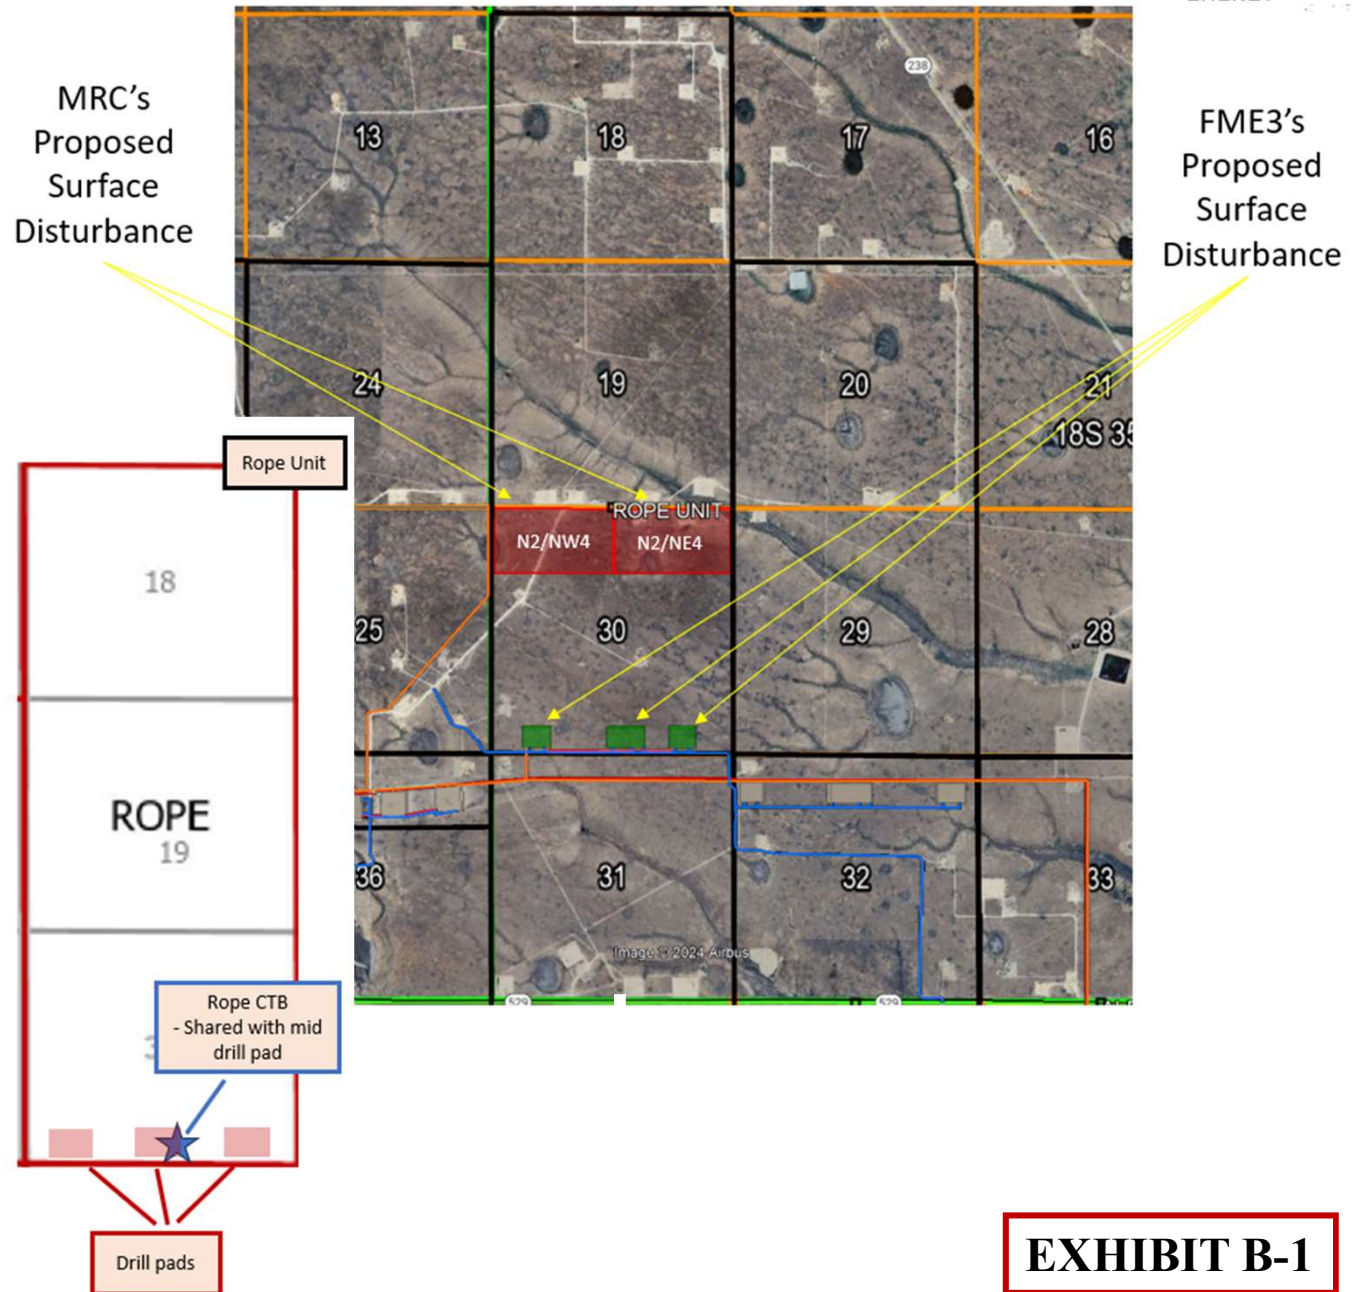 MRC's
Proposed
Surface
Disturbance
FME3's
Proposed
Surface
Disturbance
238
13
18
17
16
24
19
20
21
18S 35
ROPE UNIT
N2/NW4
N2/NE4
25
30
29
28
36
31
32
33
Image © 2024 Airbus
529
529
Rope Unit
18
ROPE
19
Rope CTB
- Shared with mid
drill pad
Drill pads
EXHIBIT B-1